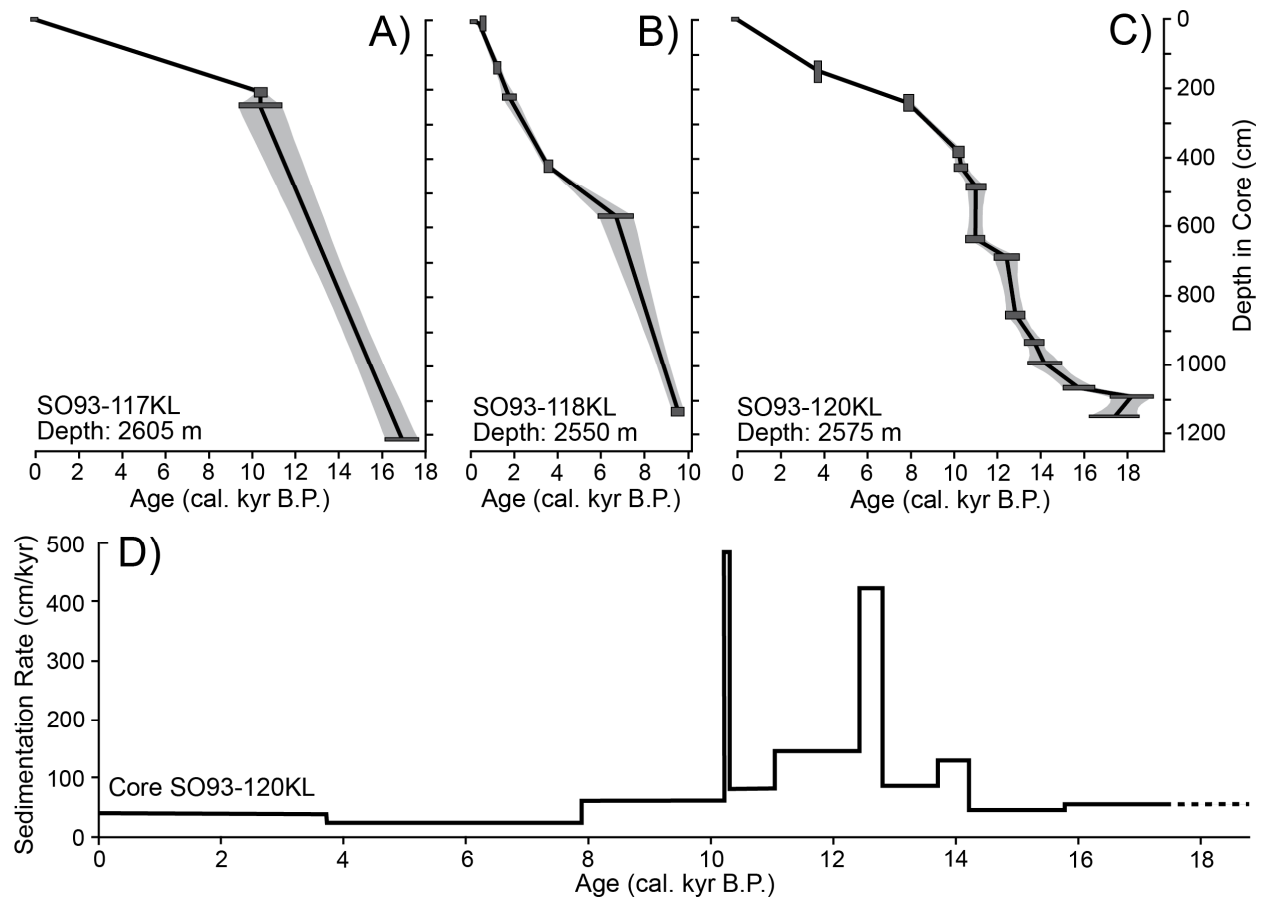 A)
B)
C)
0
200
400
600
800
1000
1200
Depth in Core (cm)
SO93-117KL
Depth: 2605 m
SO93-118KL
Depth: 2550 m
SO93-120KL
Depth: 2575 m
0 2 4 6 8 10 12 14 16 18
0 2 4 6 8 10
0 2 4 6 8 10 12 14 16 18
Age (cal. kyr B.P.)
Age (cal. kyr B.P.)
Age (cal. kyr B.P.)
D)
Sedimentation Rate (cm/kyr)
500
400
300
200
100
0
Core SO93-120KL
0 2 4 6 8 10 12 14 16 18
Age (cal. kyr B.P.)